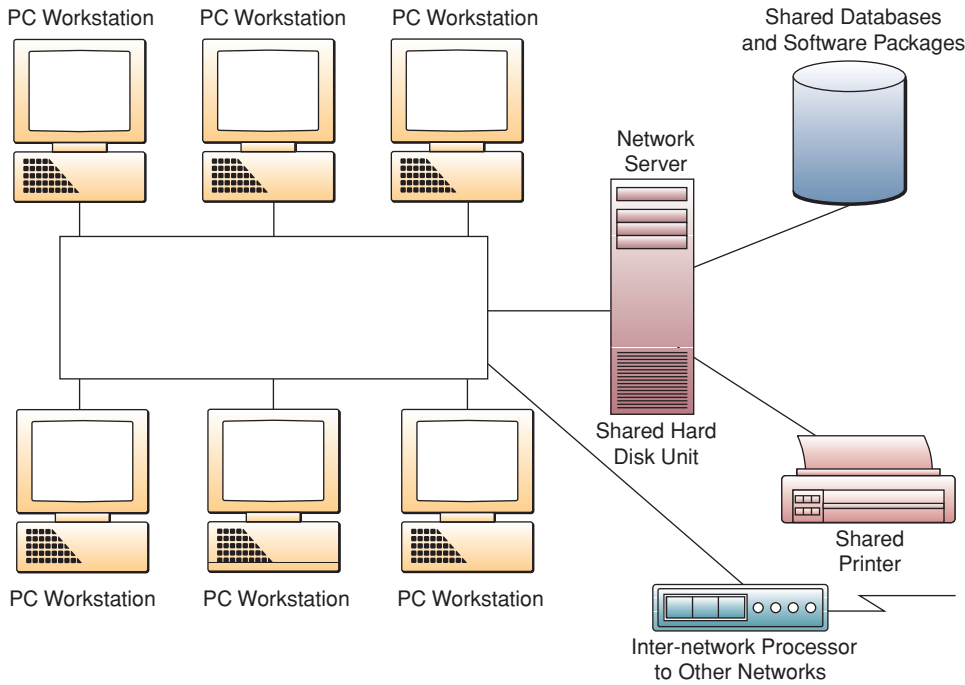 PC Workstation
PC Workstation
PC Workstation
Shared Databases
and Software Packages
Network
Server
Shared Hard
Disk Unit
Shared
Printer
PC Workstation
PC Workstation
PC Workstation
Inter-network Processor
to Other Networks